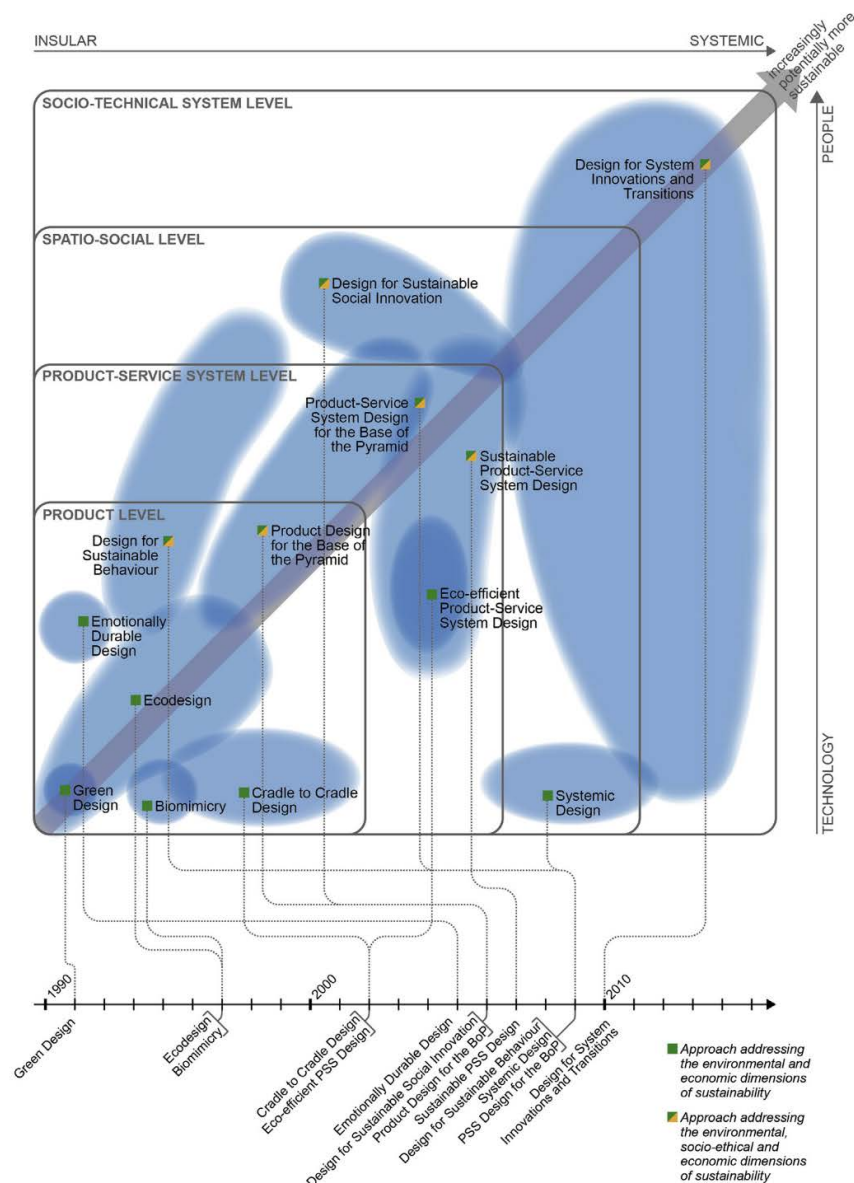 INSULAR
SYSTEMIC
Increasingly
potentially more
sustainable
SOCIO-TECHNICAL SYSTEM LEVEL
PEOPLE
Design for System
Innovations and
Transitions
SPATIO-SOCIAL LEVEL
Design for Sustainable
Social Innovation
PRODUCT-SERVICE SYSTEM LEVEL
Product-Service
System Design
for the Base of
the Pyramid
Sustainable
Product-Service
System Design
PRODUCT LEVEL
Design for
Sustainable
Behaviour
Product Design
for the Base of
the Pyramid
Eco-efficient
Product-Service
System Design
Emotionally
Durable
Design
Ecodesign
Green
Design
Biomimicry
Cradle to Cradle
Design
Systemic
Design
TECHNOLOGY
1990
2000
2010
Green Design
Ecodesign
Biomimicry
Cradle to Cradle Design
Eco-efficient PSS Design
Emotionally Durable Design
Design for Sustainable Social Innovation
Product Design for the BoP
Sustainable PSS Design
Design for Sustainable Behaviour
Systemic Design
PSS Design for the BoP
Design for System
Innovations and Transitions
Approach addressing
the environmental and
economic dimensions
of sustainability
Approach addressing
the environmental,
socio-ethical and
economic dimensions
of sustainability